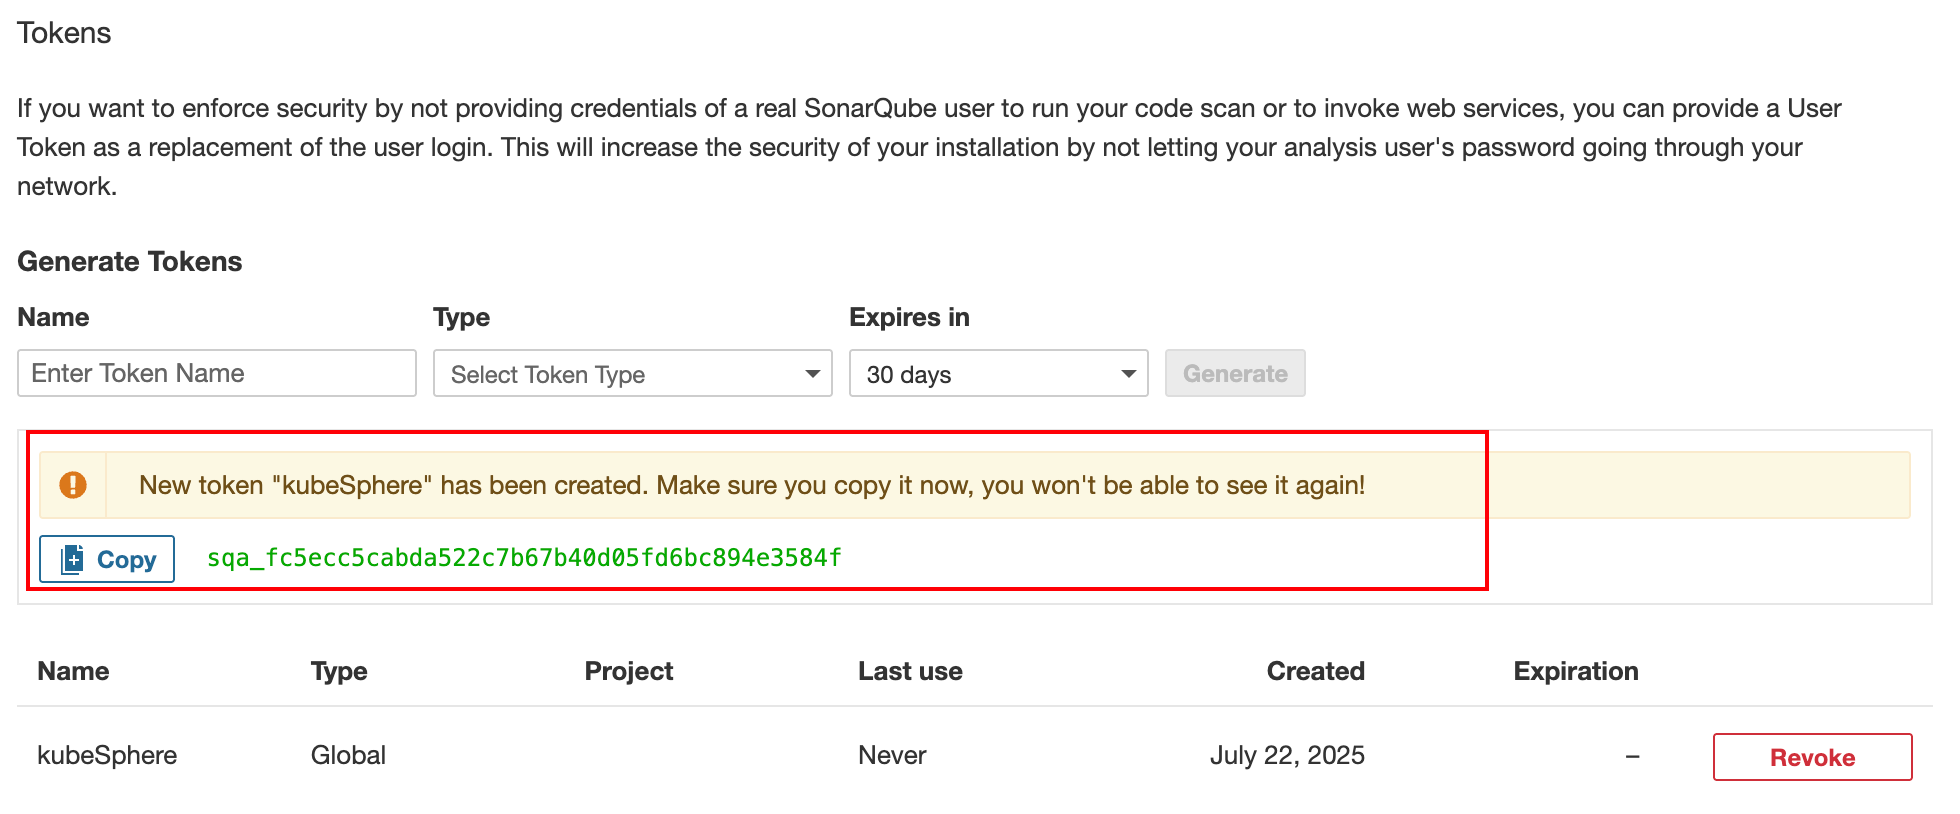 Tokens
If you want to enforce security by not providing credentials of a real SonarQube user to run your code scan or to invoke web services, you can provide a User
Token as a replacement of the user login. This will increase the security of your installation by not letting your analysis user's password going through your
network.
Generate Tokens
Name Type Expires in
Enter Token Name Select Token Type 30 days Generate
New token "kubeSphere" has been created. Make sure you copy it now, you won't be able to see it again!
Copy sqa_fc5ecc5cabda522c7b67b40d05fd6bc894e3584f
Name Type Project Last use Created Expiration
kubeSphere Global Never July 22, 2025 – Revoke